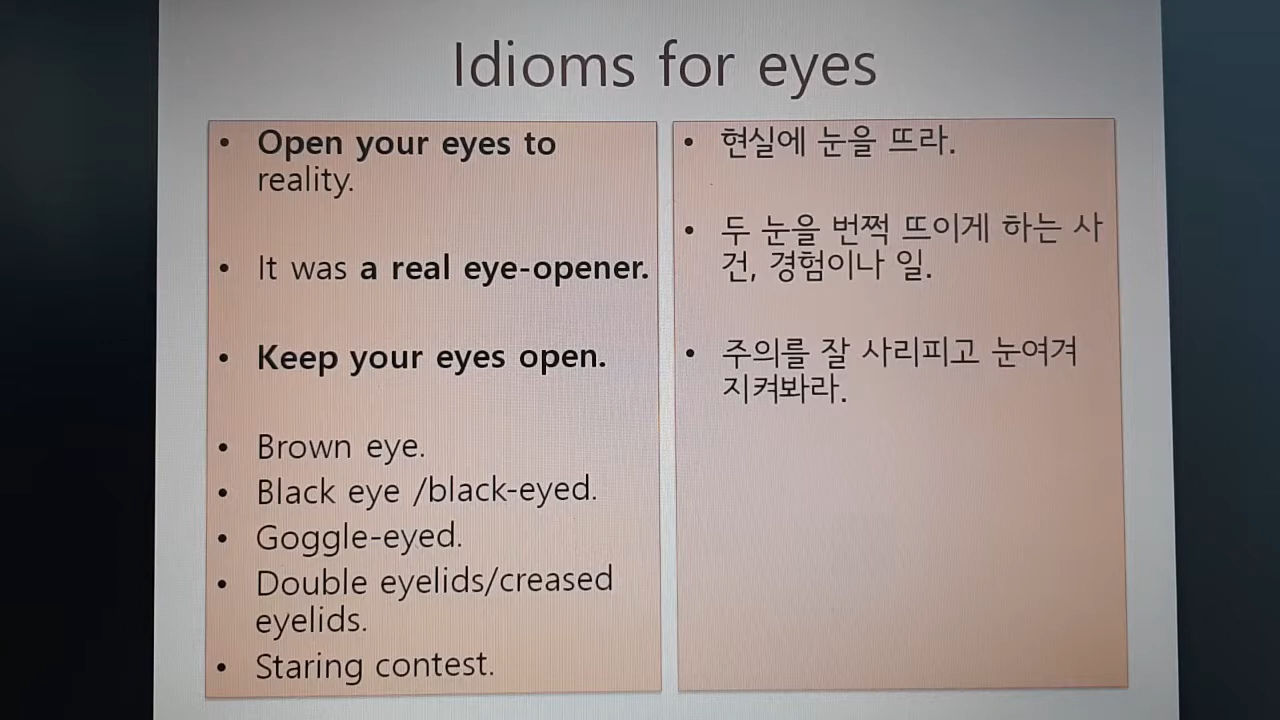 Idioms for eyes
• Open your eyes to
reality.
• It was a real eye-opener.
• Keep your eyes open.
• Brown eye.
• Black eye /black-eyed.
• Goggle-eyed.
• Double eyelids/creased
eyelids.
• Staring contest.
• 현실에 눈을 뜨라.
• 두 눈을 번쩍 뜨이게 하는 사
건, 경험이나 일.
• 주의를 잘 사리피고 눈여겨
지켜봐라.